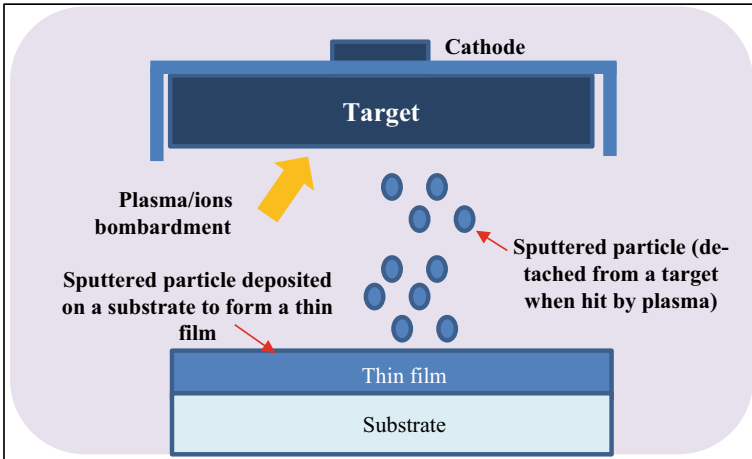 Cathode
Target
Plasma/ions
bombardment
Sputtered particle (de-
tached from a target
when hit by plasma)
Sputtered particle deposited
on a substrate to form a thin
film
Thin film
Substrate